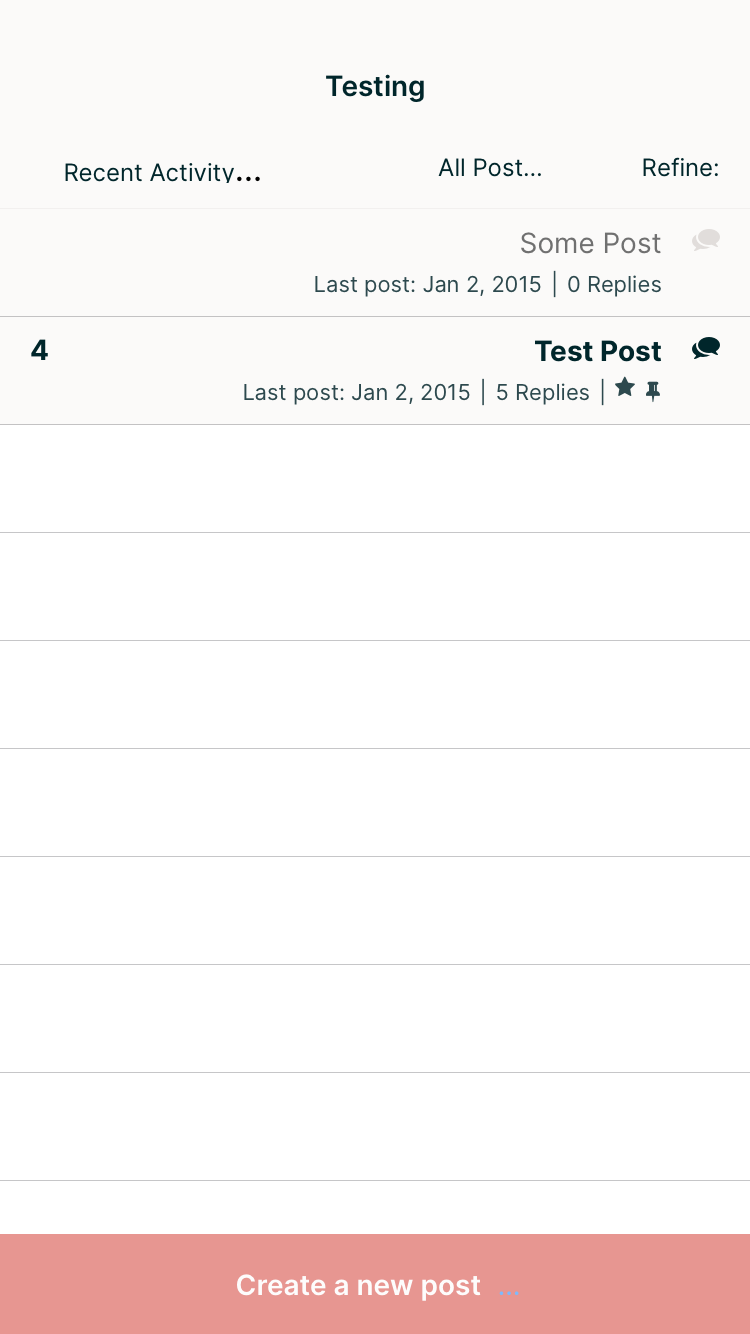 Testing
Recent Activity...
All Post...
Refine:
Some Post
Last post: Jan 2, 2015 | 0 Replies
4
Test Post
Last post: Jan 2, 2015 | 5 Replies |
Create a new post ...